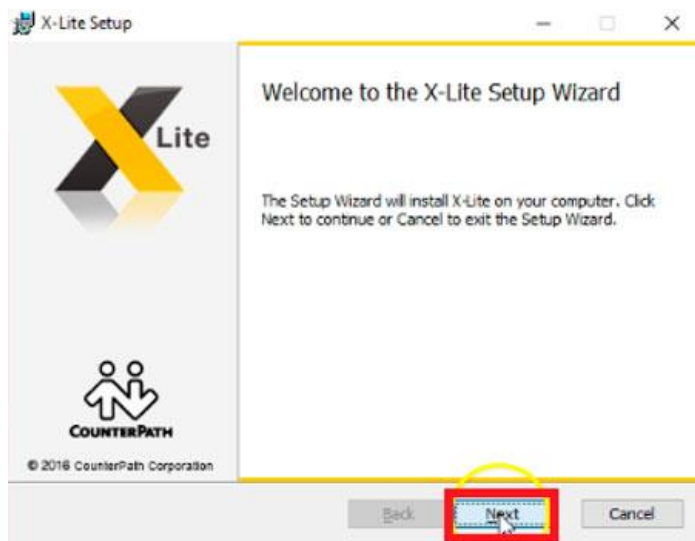 X-Lite Setup
Welcome to the X-Lite Setup Wizard
Lite
The Setup Wizard will install X-Lite on your computer. Click
Next to continue or Cancel to exit the Setup Wizard.
COUNTERPATH
© 2016 CounterPath Corporation
Back
Next
Cancel